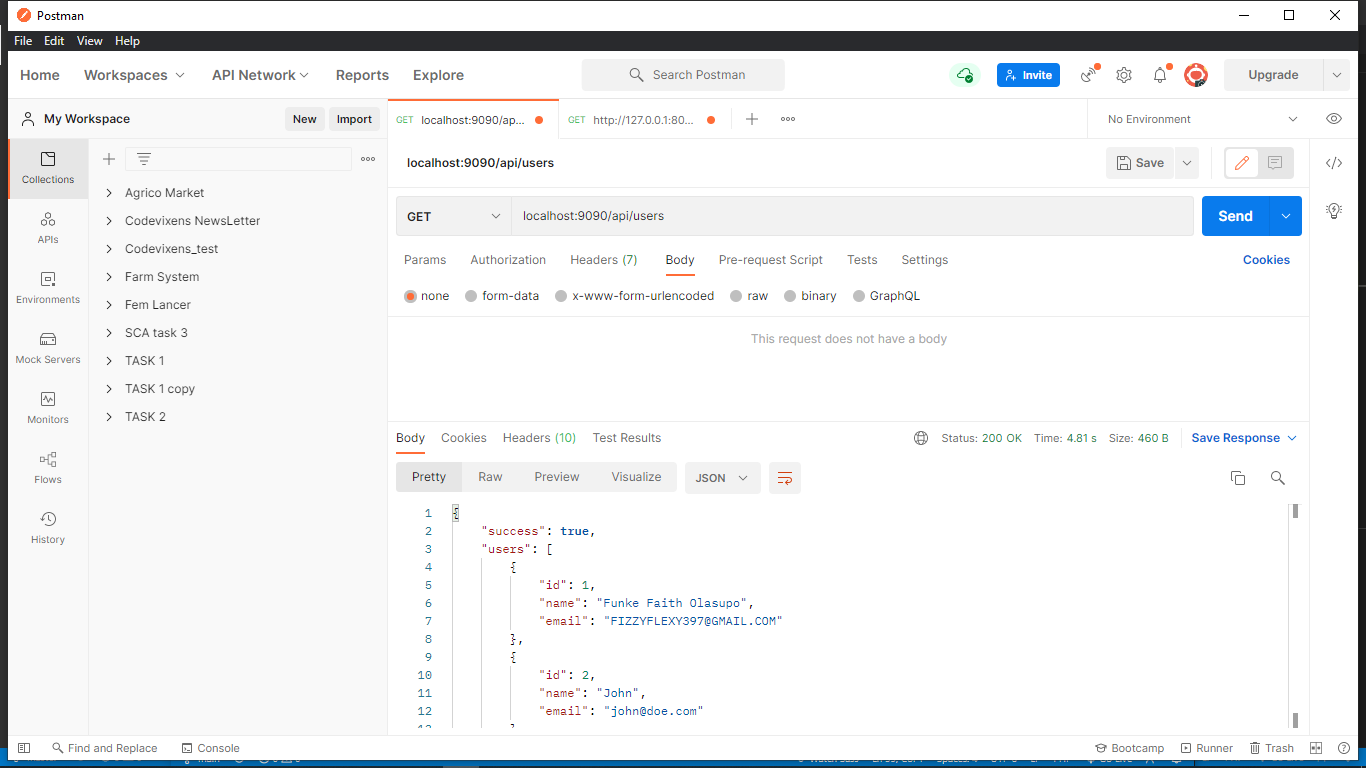 Postman
File Edit View Help
Home Workspaces API Network Reports Explore Search Postman Invite Upgrade
My Workspace New Import GET localhost:9090/ap... GET http://127.0.0.1:80... No Environment
Collections
APIs
Environments
Mock Servers
Monitors
Flows
History
Agrico Market
Codevixens NewsLetter
Codevixens_test
Farm System
Fem Lancer
SCA task 3
TASK 1
TASK 1 copy
TASK 2
localhost:9090/api/users Save
GET localhost:9090/api/users Send
Params Authorization Headers (7) Body Pre-request Script Tests Settings Cookies
none form-data x-www-form-urlencoded raw binary GraphQL
This request does not have a body
Body Cookies Headers (10) Test Results Status: 200 OK Time: 4.81 s Size: 460 B Save Response
Pretty Raw Preview Visualize JSON
1 {
2 "success": true,
3 "users": [
4 {
5 "id": 1,
6 "name": "Funke Faith Olasupo",
7 "email": "FIZZYFLEXY397@GMAIL.COM"
8 },
9 {
10 "id": 2,
11 "name": "John",
12 "email": "john@doe.com"
Find and Replace Console Bootcamp Runner Trash